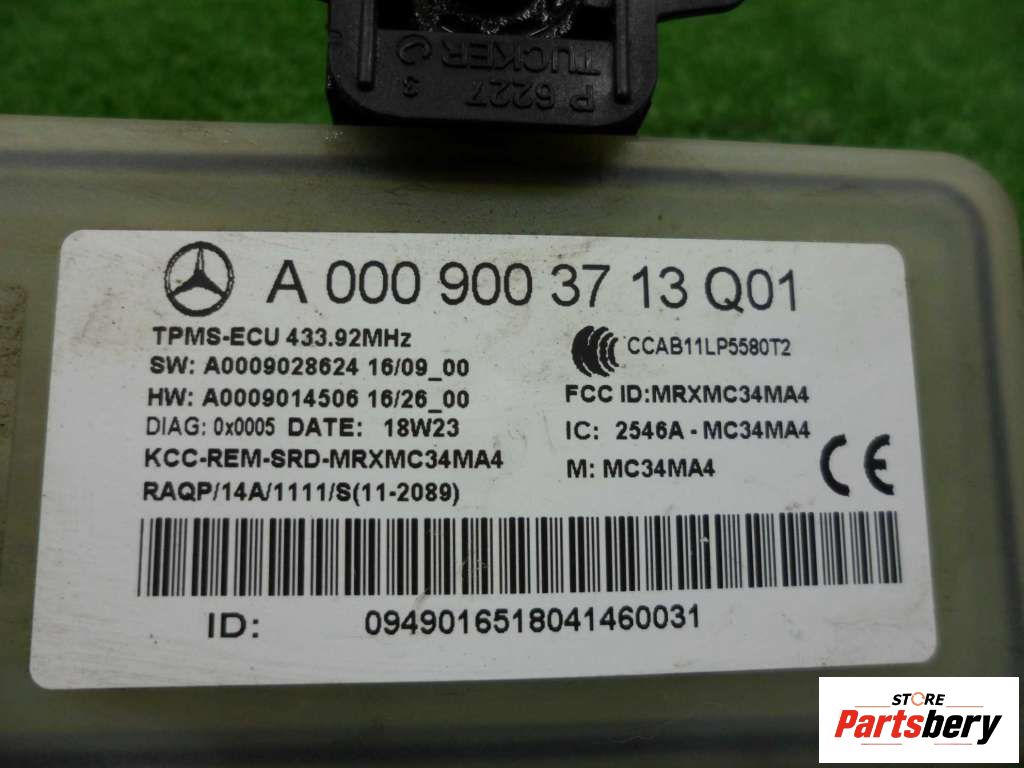 P 6227 3
TUCKER
A 000 900 37 13 Q01
TPMS-ECU 433.92MHz
SW: A0009028624 16/09_00
HW: A0009014506 16/26_00
DIAG: 0x0005 DATE: 18W23
KCC-REM-SRD-MRXMC34MA4
RAQP/14A/1111/S(11-2089)
CCAB11LP5580T2
FCC ID:MRXMC34MA4
IC: 2546A - MC34MA4
M: MC34MA4
CE
ID: 0949016518041460031
STORE
Partsbery